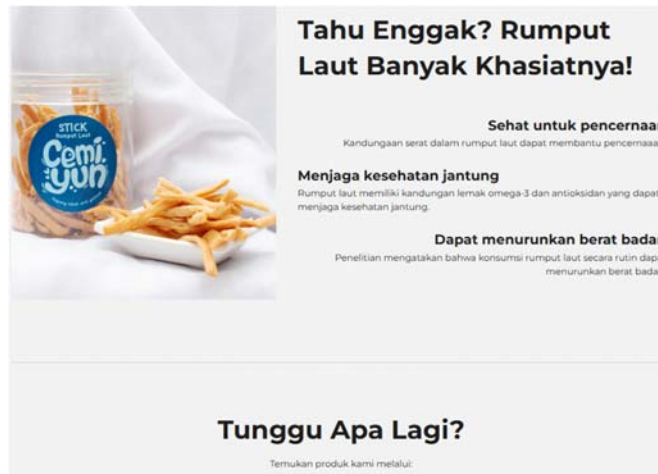 Tahu Enggak? Rumput
Laut Banyak Khasiatnya!
STICK
Rumput Laut
Cemi
yun
Sehat untuk pencernaa
Kandungaan serat dalam rumput laut dapat membantu pencernaaa
Menjaga kesehatan jantung
Rumput laut memiliki kandungan lemak omega-3 dan antioksidan yang dapat
menjaga kesehatan jantung.
Dapat menurunkan berat badar
Penelitian mengatakan bahwa konsumsi rumput laut secara rutin dapa
menurunkan berat bada
Tunggu Apa Lagi?
Temukan produk kami melalui: